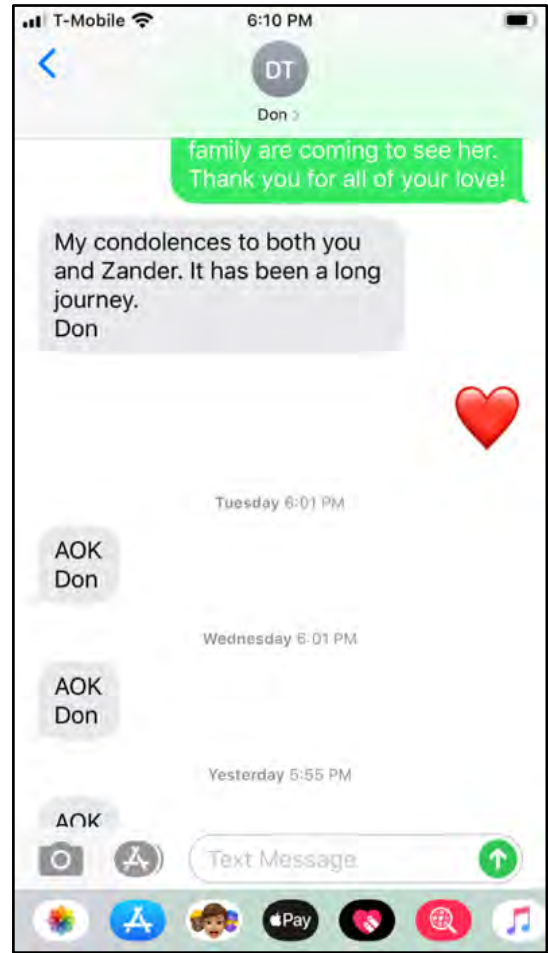 T-Mobile 6:10 PM
DT
Don
family are coming to see her.
Thank you for all of your love!
My condolences to both you
and Zander. It has been a long
journey.
Don
Tuesday 6:01 PM
AOK
Don
Wednesday 6:01 PM
AOK
Don
Yesterday 5:55 PM
AOK
Text Message
Pay